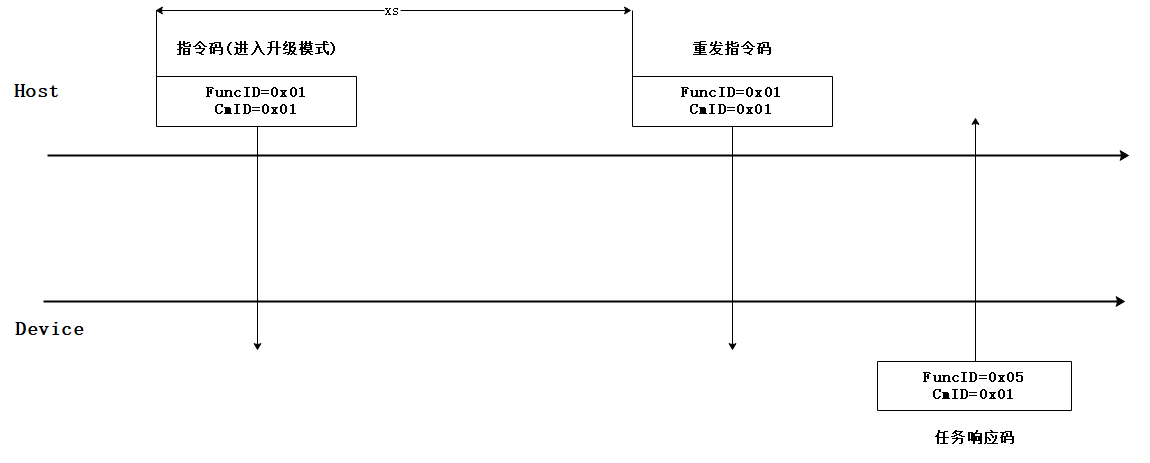 xs
指令码(进入升级模式)
重发指令码
Host
FuncID=0x01
CmID=0x01
FuncID=0x01
CmID=0x01
Device
FuncID=0x05
CmID=0x01
任务响应码